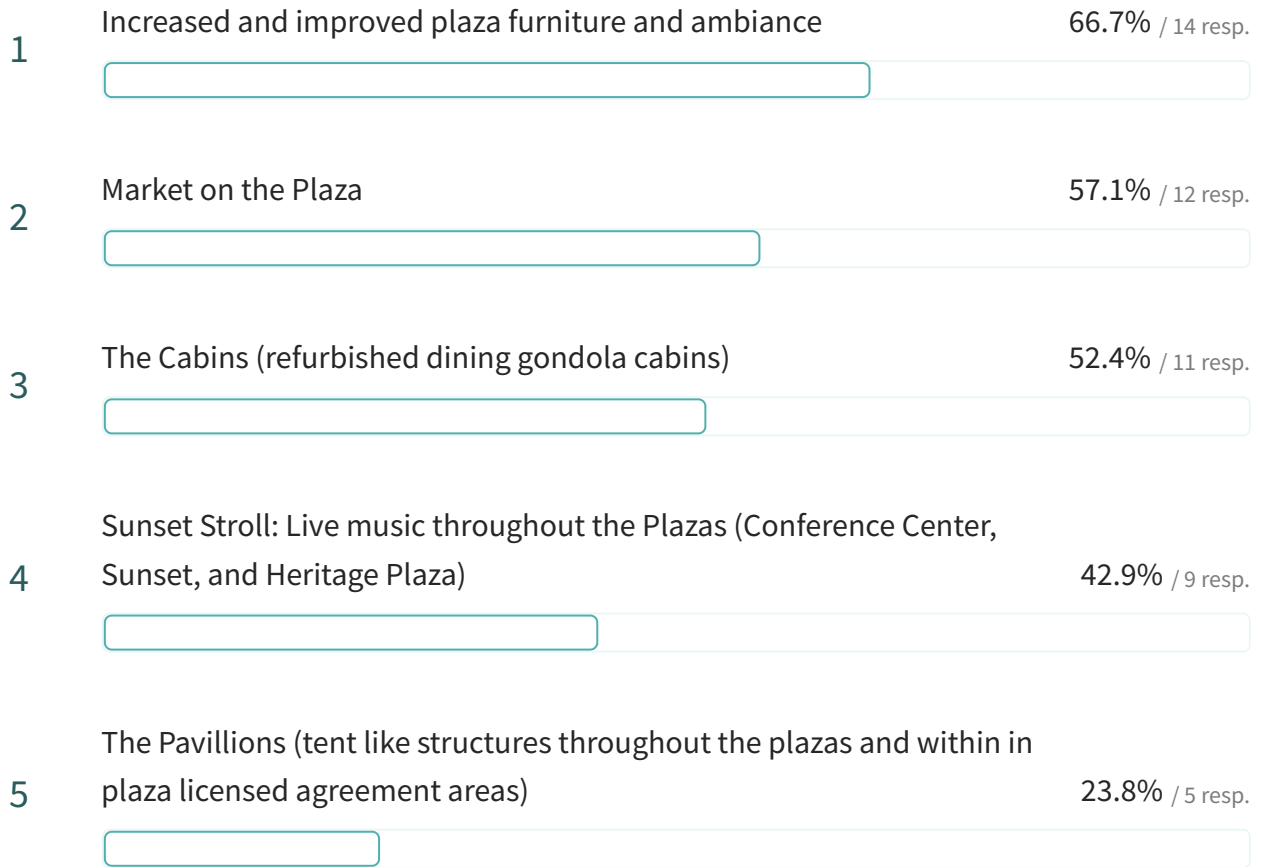 1
Increased and improved plaza furniture and ambiance
66.7% / 14 resp.
2
Market on the Plaza
57.1% / 12 resp.
3
The Cabins (refurbished dining gondola cabins)
52.4% / 11 resp.
4
Sunset Stroll: Live music throughout the Plazas (Conference Center,
Sunset, and Heritage Plaza)
42.9% / 9 resp.
5
The Pavillions (tent like structures throughout the plazas and within in
plaza licensed agreement areas)
23.8% / 5 resp.